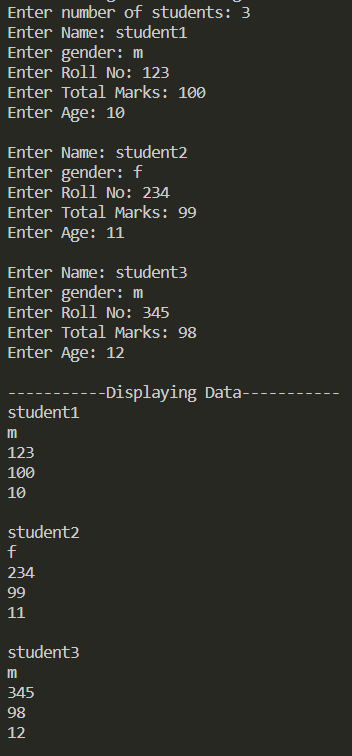 Enter number of students: 3
Enter Name: student1
Enter gender: m
Enter Roll No: 123
Enter Total Marks: 100
Enter Age: 10

Enter Name: student2
Enter gender: f
Enter Roll No: 234
Enter Total Marks: 99
Enter Age: 11

Enter Name: student3
Enter gender: m
Enter Roll No: 345
Enter Total Marks: 98
Enter Age: 12

-----------Displaying Data-----------
student1
m
123
100
10

student2
f
234
99
11

student3
m
345
98
12